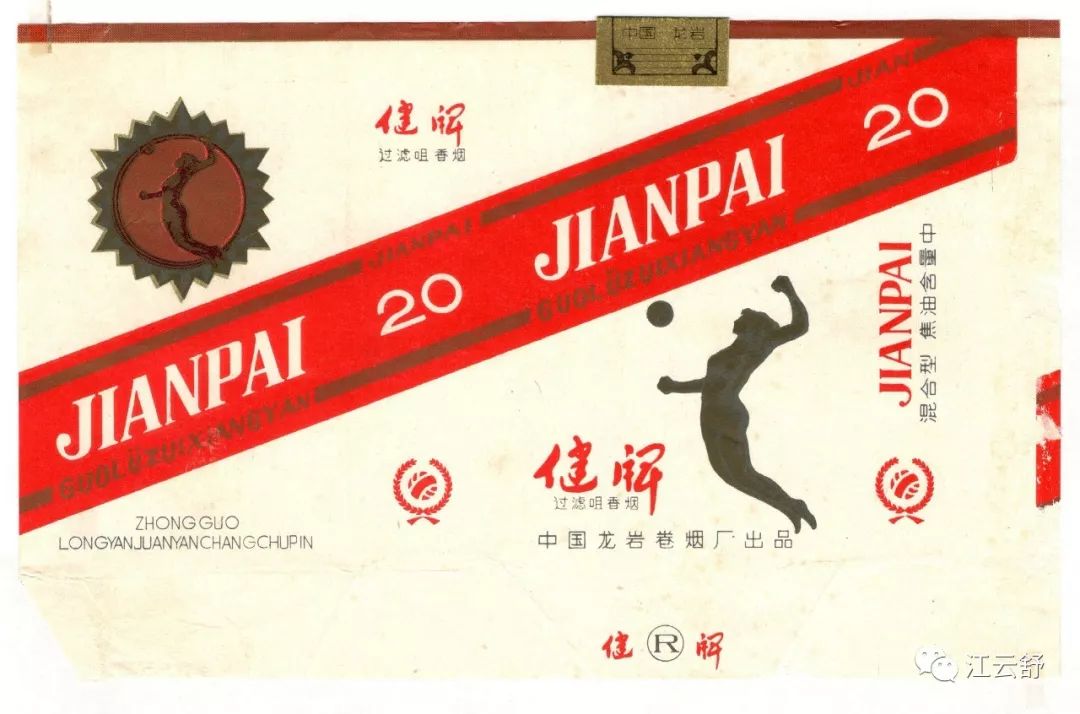 中国 龙岩
健牌
过滤咀香烟
JIANPAI
20
JIANPAI
GUOLÜZUIXIANGYAN
JIANPAI
20
JIANPAI
GUOLÜZUIXIANGYAN
JIAN
JIANPAI
混合型 焦油含量中
健牌
过滤咀香烟
中国龙岩卷烟厂出品
ZHONGGUO
LONGYANJUANYANCHANGCHUPIN
健 R 牌
江云舒